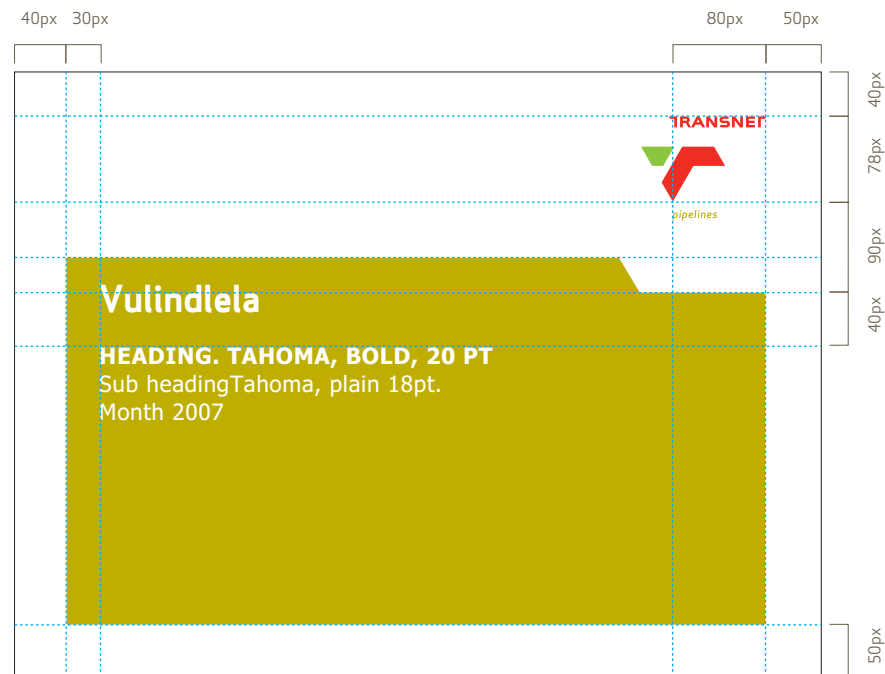 40px 30px 80px 50px
40px
TRANSNET
78px
pipelines
90px
Vulindlela
40px
HEADING. TAHOMA, BOLD, 20 PT
Sub headingTahoma, plain 18pt.
Month 2007
50px